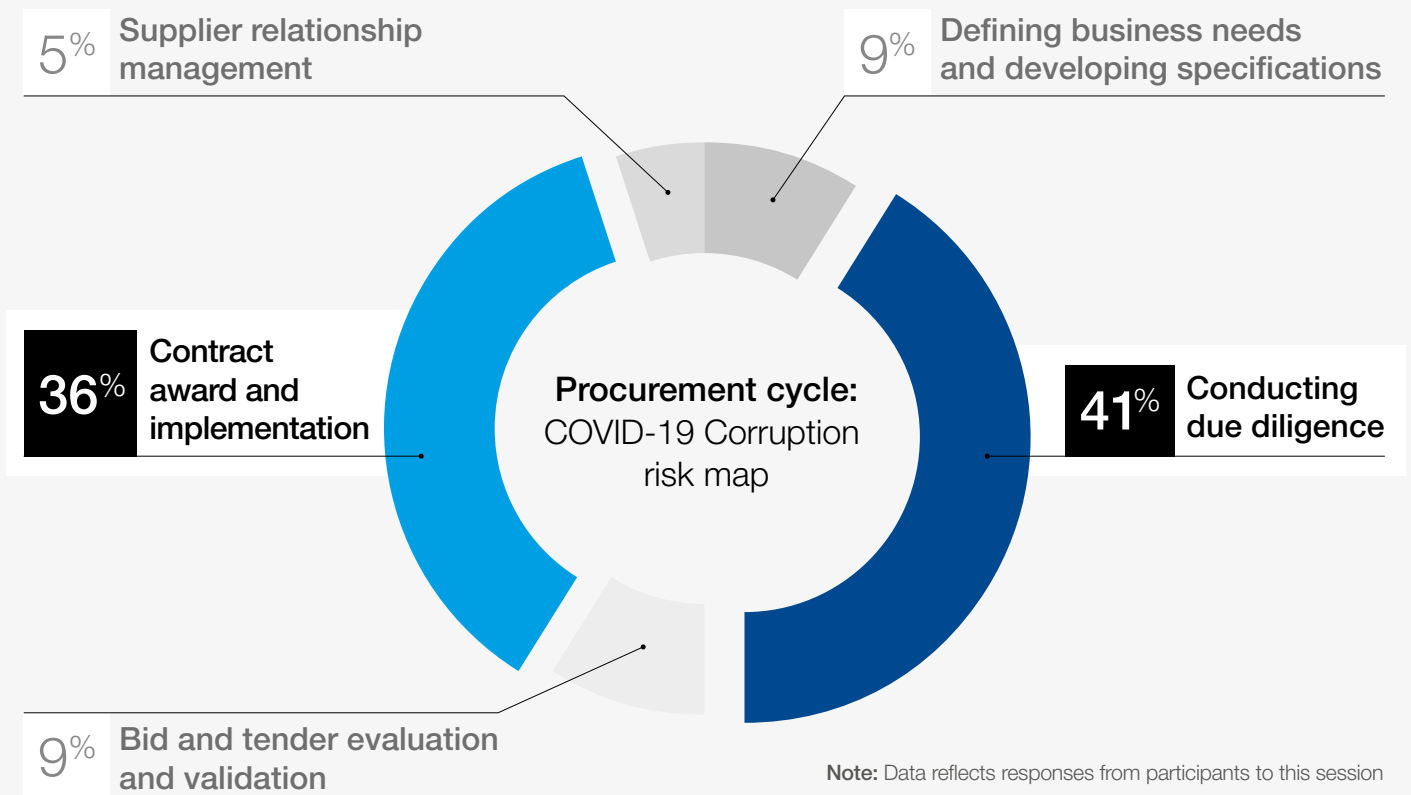 5% Supplier relationship
management
9% Defining business needs
and developing specifications
36% Contract
award and
implementation
Procurement cycle:
COVID-19 Corruption
risk map
41% Conducting
due diligence
9% Bid and tender evaluation
and validation
Note: Data reflects responses from participants to this session